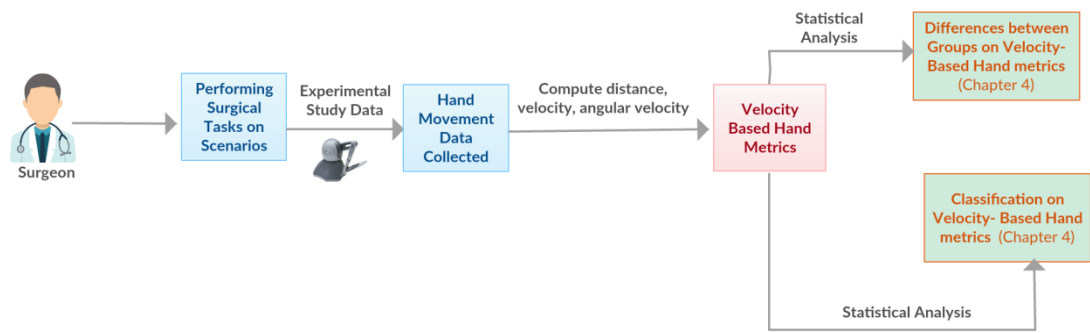 Surgeon
Performing
Surgical
Tasks on
Scenarios
Experimental
Study Data
Hand
Movement
Data
Collected
Compute distance,
velocity, angular velocity
Velocity
Based Hand
Metrics
Statistical
Analysis
Differences between
Groups on Velocity-
Based Hand metrics
(Chapter 4)
Classification on
Velocity- Based Hand
metrics (Chapter 4)
Statistical Analysis